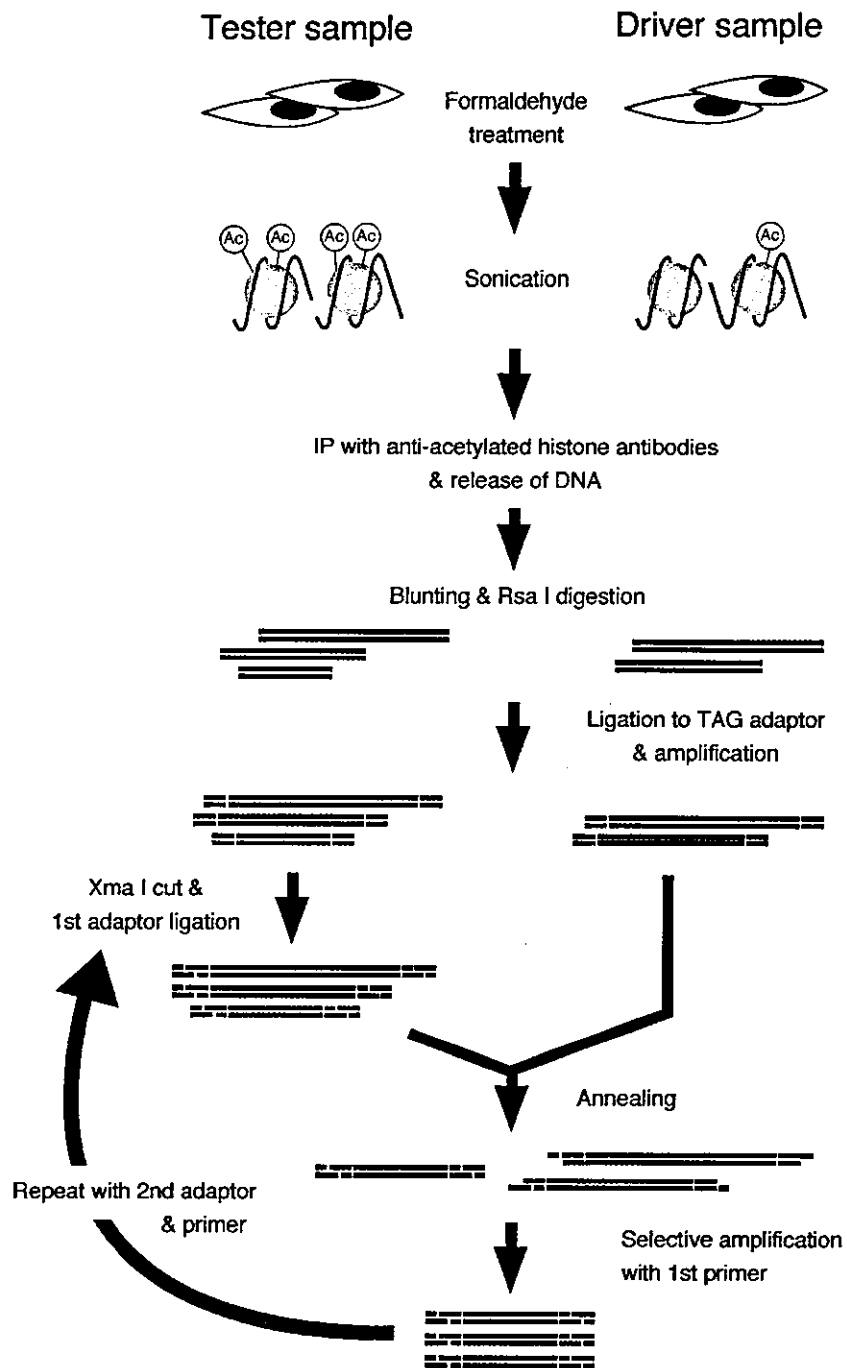 Tester sample
Driver sample
Formaldehyde
treatment
Ac
Ac
Ac
Ac
Ac
Sonication
IP with anti-acetylated histone antibodies
& release of DNA
Blunting & Rsa I digestion
Ligation to TAG adaptor
& amplification
Xma I cut &
1st adaptor ligation
Annealing
Repeat with 2nd adaptor
& primer
Selective amplification
with 1st primer